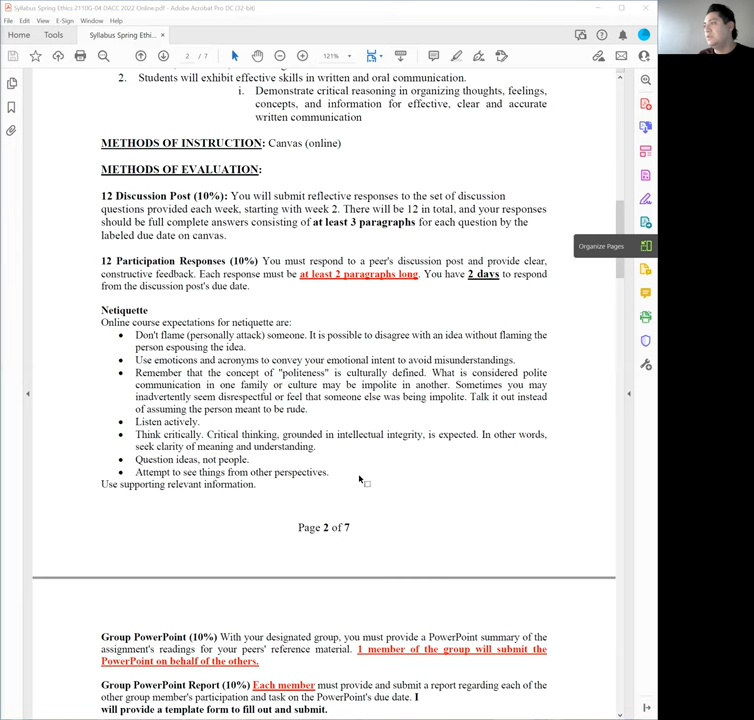 Syllabus Spring Ethics 2110G-04 DACC 2022 Online.pdf - Adobe Acrobat Pro DC (32-bit)
File Edit View E-Sign Window Help
Home Tools Syllabus Spring Eth... ×
2 / 7 121%
2. Students will exhibit effective skills in written and oral communication.
i. Demonstrate critical reasoning in organizing thoughts, feelings,
concepts, and information for effective, clear and accurate
written communication
METHODS OF INSTRUCTION: Canvas (online)
METHODS OF EVALUATION:
12 Discussion Post (10%): You will submit reflective responses to the set of discussion
questions provided each week, starting with week 2. There will be 12 in total, and your responses
should be full complete answers consisting of at least 3 paragraphs for each question by the
labeled due date on canvas.
12 Participation Responses (10%) You must respond to a peer's discussion post and provide clear,
constructive feedback. Each response must be at least 2 paragraphs long. You have 2 days to respond
from the discussion post's due date.
Organize Pages
Netiquette
Online course expectations for netiquette are:
• Don't flame (personally attack) someone. It is possible to disagree with an idea without flaming the
person espousing the idea.
• Use emoticons and acronyms to convey your emotional intent to avoid misunderstandings.
• Remember that the concept of "politeness" is culturally defined. What is considered polite
communication in one family or culture may be impolite in another. Sometimes you may
inadvertently seem disrespectful or feel that someone else was being impolite. Talk it out instead
of assuming the person meant to be rude.
• Listen actively.
• Think critically. Critical thinking, grounded in intellectual integrity, is expected. In other words,
seek clarity of meaning and understanding.
• Question ideas, not people.
• Attempt to see things from other perspectives.
Use supporting relevant information.
Page 2 of 7
Group PowerPoint (10%) With your designated group, you must provide a PowerPoint summary of the
assignment's readings for your peers' reference material. 1 member of the group will submit the
PowerPoint on behalf of the others.
Group PowerPoint Report (10%) Each member must provide and submit a report regarding each of the
other group member's participation and task on the PowerPoint's due date. I
will provide a template form to fill out and submit.